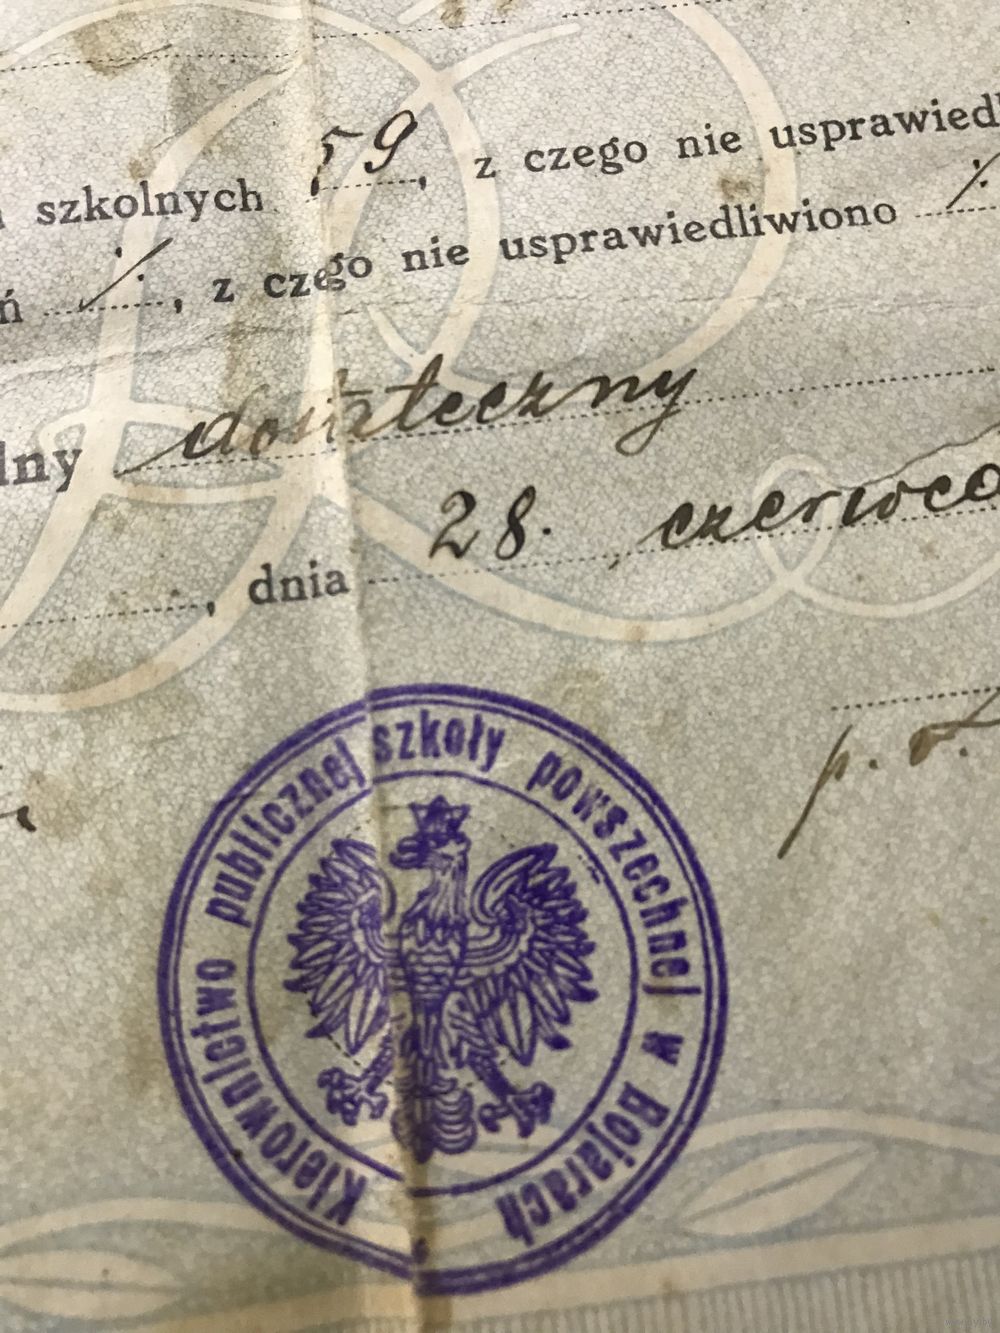 szkolnych 59, z czego nie usprawiedl
ń ./., z czego nie usprawiedliwiono ./.
lny dostateczny
, dnia 28. czerwca
p. o.
Kierownictwo publicznej szkoły powszechnej w Bojarach